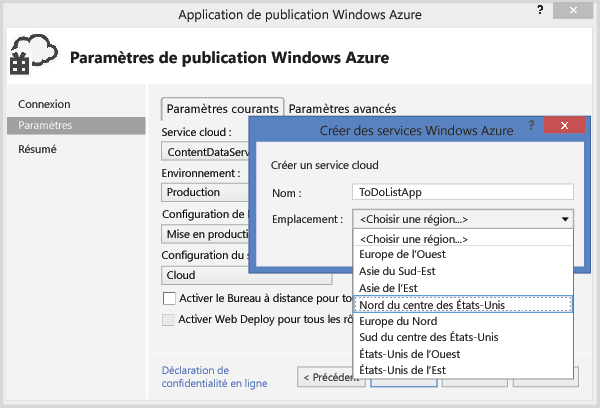 Application de publication Windows Azure
?
Paramètres de publication Windows Azure
Connexion
Paramètres
Résumé
Paramètres courants
Paramètres avancés
Service cloud :
ContentDataServ
Environnement :
Production
Configuration de l
Mise en producti
Configuration du s
Cloud
Activer le Bureau à distance pour to
Activer Web Deploy pour tous les rô
Déclaration de
confidentialité en ligne
< Précédent
Créer des services Windows Azure
?
Créer un service cloud
Nom :
ToDoListApp
Emplacement :
<Choisir une région...>
<Choisir une région...>
Europe de l'Ouest
Asie du Sud-Est
Asie de l'Est
Nord du centre des États-Unis
Europe du Nord
Sud du centre des États-Unis
États-Unis de l'Ouest
États-Unis de l'Est